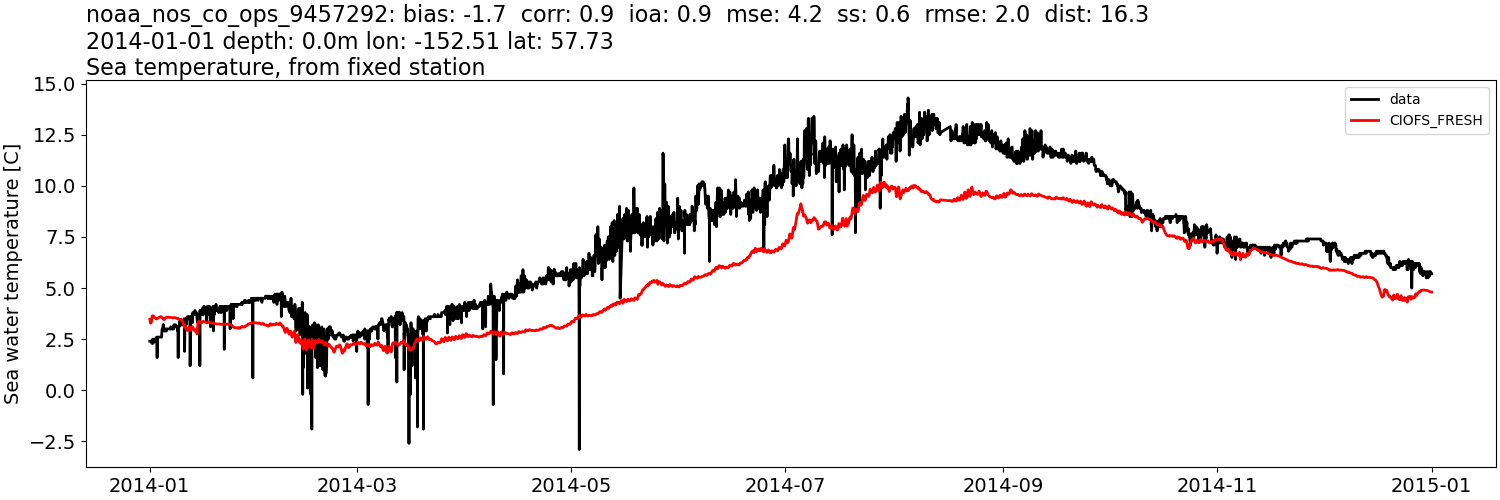 noaa_nos_co_ops_9457292: bias: -1.7  corr: 0.9  ioa: 0.9  mse: 4.2  ss: 0.6  rmse: 2.0  dist: 16.3
2014-01-01 depth: 0.0m lon: -152.51 lat: 57.73
Sea temperature, from fixed station
Sea water temperature [C]
15.0
12.5
10.0
7.5
5.0
2.5
0.0
−2.5
data
CIOFS_FRESH
2014-01
2014-03
2014-05
2014-07
2014-09
2014-11
2015-01